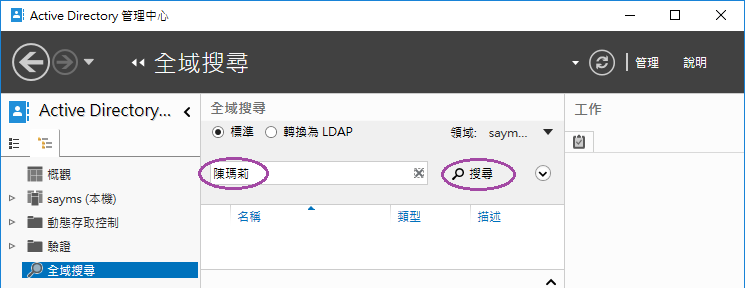 Active Directory 管理中心
全域搜尋
管理 說明
Active Directory...
全域搜尋
工作
標準 轉換為 LDAP 領域: saym...
陳瑪莉 搜尋
名稱 類型 描述
概觀
sayms (本機)
動態存取控制
驗證
全域搜尋